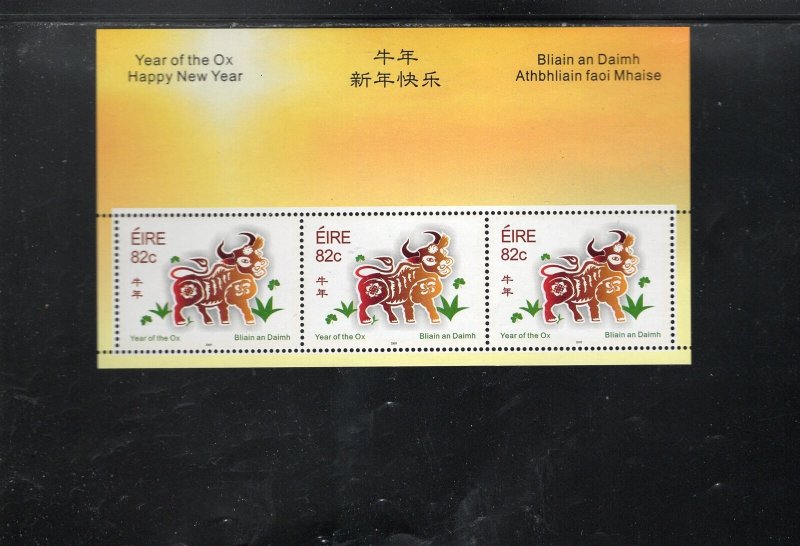 Year of the Ox
Happy New Year
牛年
新年快乐
Bliain an Daimh
Athbhliain faoi Mhaise
ÉIRE
82c
牛
年
Year of the Ox
Bliain an Daimh
ÉIRE
82c
牛
年
Year of the Ox
Bliain an Daimh
ÉIRE
82c
牛
年
Year of the Ox
Bliain an Daimh